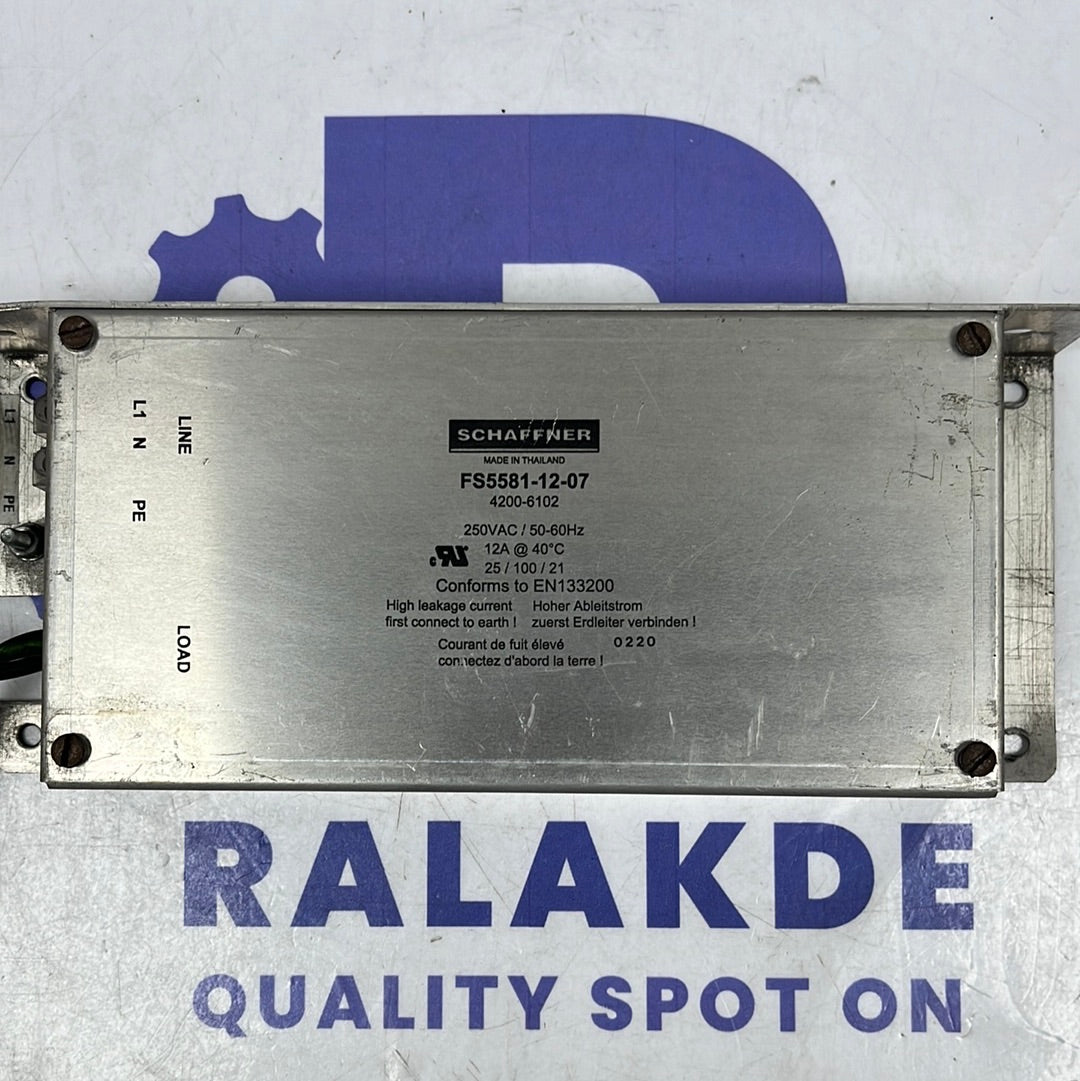 L1 N PE
L1 N PE
LINE
LOAD
SCHAFFNER
MADE IN THAILAND
FS5581-12-07
4200-6102
250VAC / 50-60Hz
12A @ 40°C
25 / 100 / 21
Conforms to EN133200
High leakage current Hoher Ableitstrom
first connect to earth ! zuerst Erdleiter verbinden !
Courant de fuit élevé 0220
connectez d'abord la terre !
RALAKDE
QUALITY SPOT ON